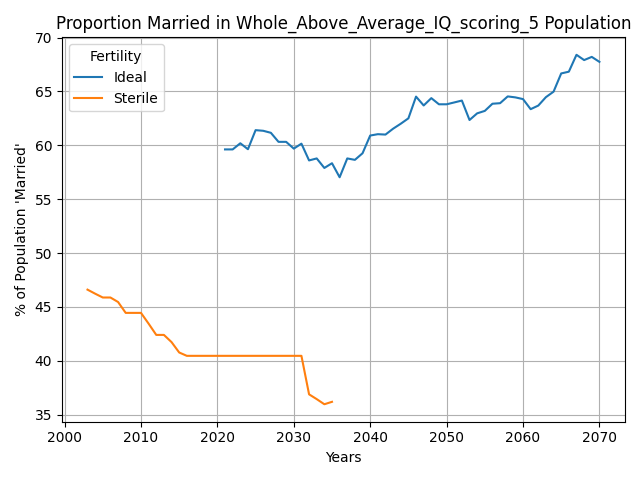 Proportion Married in Whole_Above_Average_IQ_scoring_5 Population
% of Population 'Married'
70
65
60
55
50
45
40
35
Fertility
Ideal
Sterile
2000 2010 2020 2030 2040 2050 2060 2070
Years